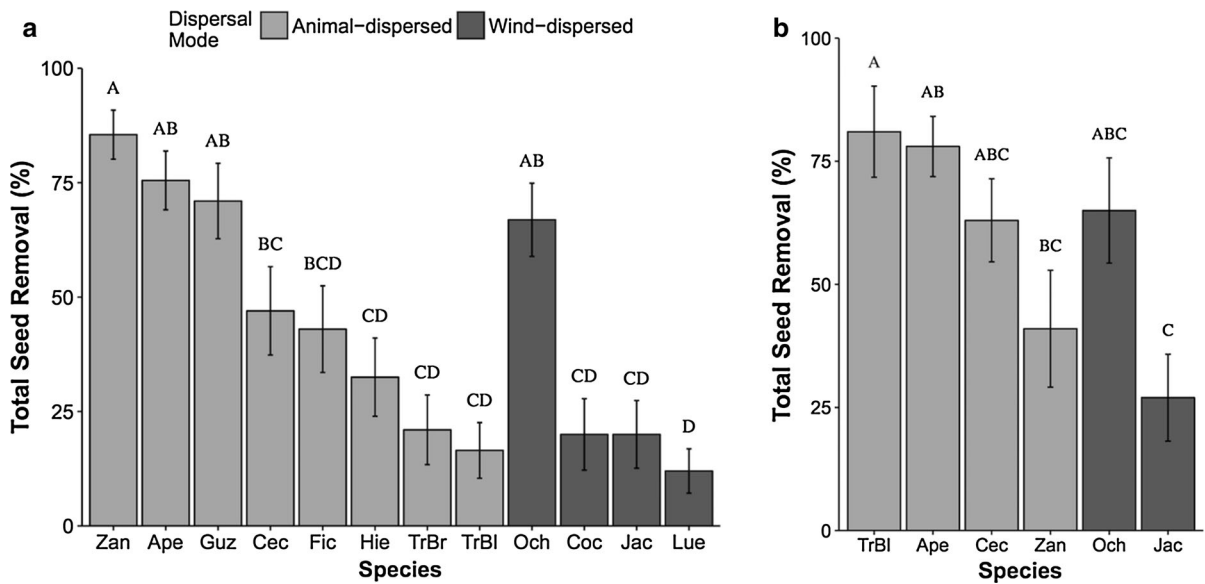 a
Dispersal
Mode
Animal-dispersed
Wind-dispersed
Total Seed Removal (%)
100
75
50
25
0
A
AB
AB
BC
BCD
CD
CD
CD
AB
CD
CD
D
Zan Ape Guz Cec Fic Hie TrBr TrBl Och Coc Jac Lue
Species
b
Total Seed Removal (%)
100
75
50
25
0
A
AB
ABC
BC
ABC
C
TrBl Ape Cec Zan Och Jac
Species